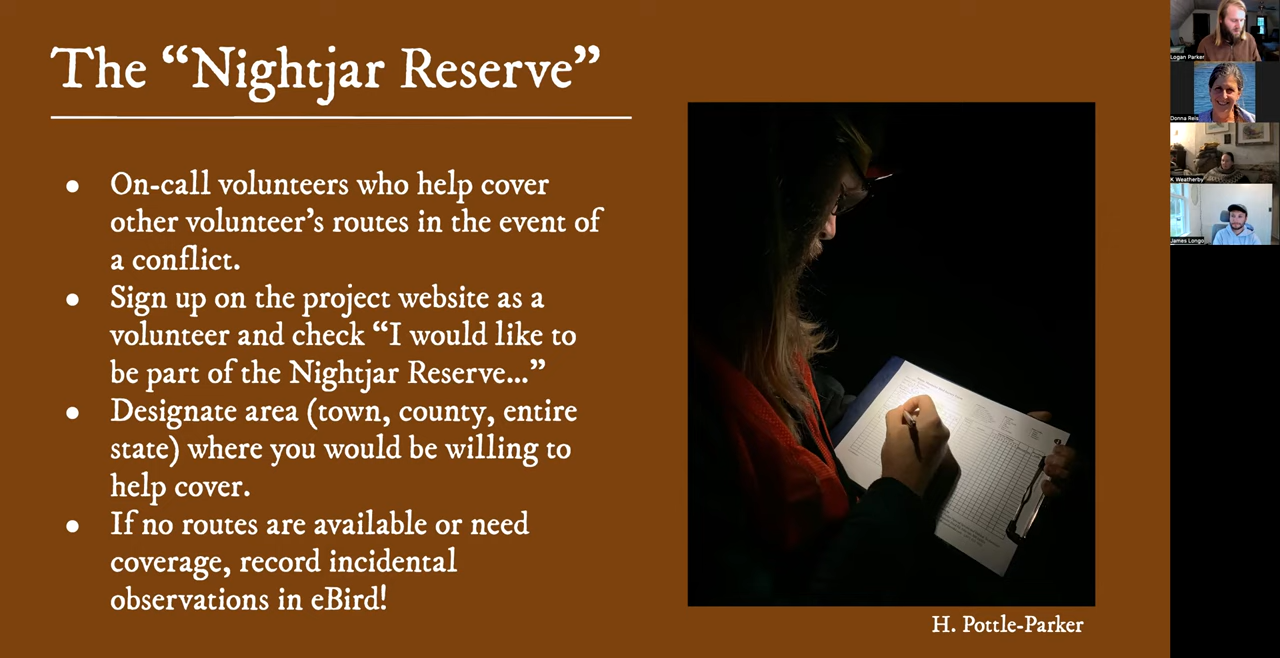 The “Nightjar Reserve”
● On-call volunteers who help cover
other volunteer’s routes in the event of
a conflict.
● Sign up on the project website as a
volunteer and check “I would like to
be part of the Nightjar Reserve...”
● Designate area (town, county, entire
state) where you would be willing to
help cover.
● If no routes are available or need
coverage, record incidental
observations in eBird!
H. Pottle-Parker
Logan Parker
Donna Reis
K Weatherby
James Longo